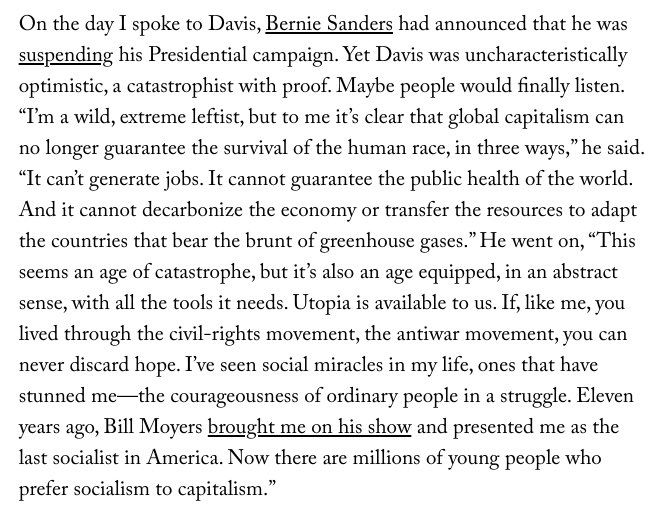 On the day I spoke to Davis, Bernie Sanders had announced that he was
suspending his Presidential campaign. Yet Davis was uncharacteristically
optimistic, a catastrophist with proof. Maybe people would finally listen.
“I’m a wild, extreme leftist, but to me it’s clear that global capitalism can
no longer guarantee the survival of the human race, in three ways,” he said.
“It can’t generate jobs. It cannot guarantee the public health of the world.
And it cannot decarbonize the economy or transfer the resources to adapt
the countries that bear the brunt of greenhouse gases.” He went on, “This
seems an age of catastrophe, but it’s also an age equipped, in an abstract
sense, with all the tools it needs. Utopia is available to us. If, like me, you
lived through the civil-rights movement, the antiwar movement, you can
never discard hope. I’ve seen social miracles in my life, ones that have
stunned me—the courageousness of ordinary people in a struggle. Eleven
years ago, Bill Moyers brought me on his show and presented me as the
last socialist in America. Now there are millions of young people who
prefer socialism to capitalism.”